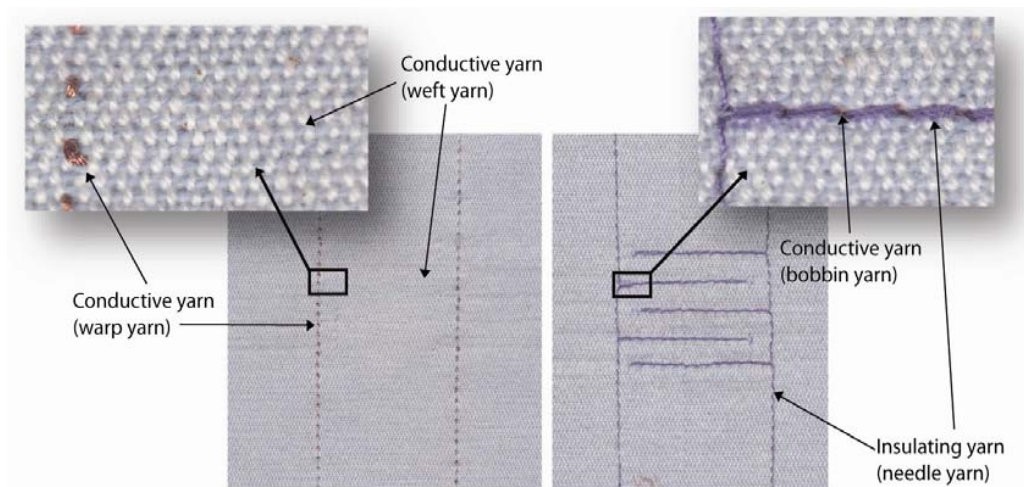 Conductive yarn
(weft yarn)
Conductive yarn
(warp yarn)
Conductive yarn
(bobbin yarn)
Insulating yarn
(needle yarn)